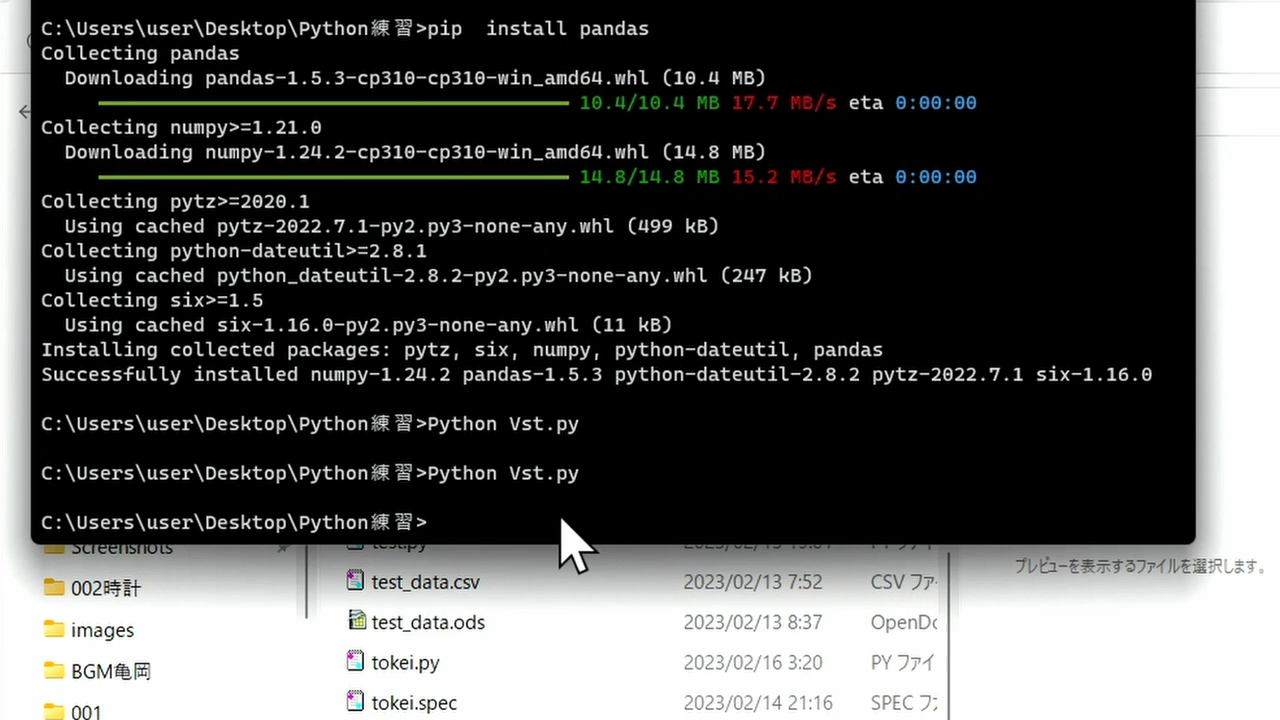 C:\Users\user\Desktop\Python練習>pip  install pandas
Collecting pandas
  Downloading pandas-1.5.3-cp310-cp310-win_amd64.whl (10.4 MB)
10.4/10.4 MB 17.7 MB/s eta 0:00:00
Collecting numpy>=1.21.0
  Downloading numpy-1.24.2-cp310-cp310-win_amd64.whl (14.8 MB)
14.8/14.8 MB 15.2 MB/s eta 0:00:00
Collecting pytz>=2020.1
  Using cached pytz-2022.7.1-py2.py3-none-any.whl (499 kB)
Collecting python-dateutil>=2.8.1
  Using cached python_dateutil-2.8.2-py2.py3-none-any.whl (247 kB)
Collecting six>=1.5
  Using cached six-1.16.0-py2.py3-none-any.whl (11 kB)
Installing collected packages: pytz, six, numpy, python-dateutil, pandas
Successfully installed numpy-1.24.2 pandas-1.5.3 python-dateutil-2.8.2 pytz-2022.7.1 six-1.16.0
C:\Users\user\Desktop\Python練習>Python Vst.py
C:\Users\user\Desktop\Python練習>Python Vst.py
C:\Users\user\Desktop\Python練習>
Screenshots
002時計
images
BGM亀岡
001
test.py
test_data.csv 2023/02/13 7:52 CSV ファ
test_data.ods 2023/02/13 8:37 OpenDo
tokei.py 2023/02/16 3:20 PY ファイ
tokei.spec 2023/02/14 21:16 SPEC フ
プレビューを表示するファイルを選択します。